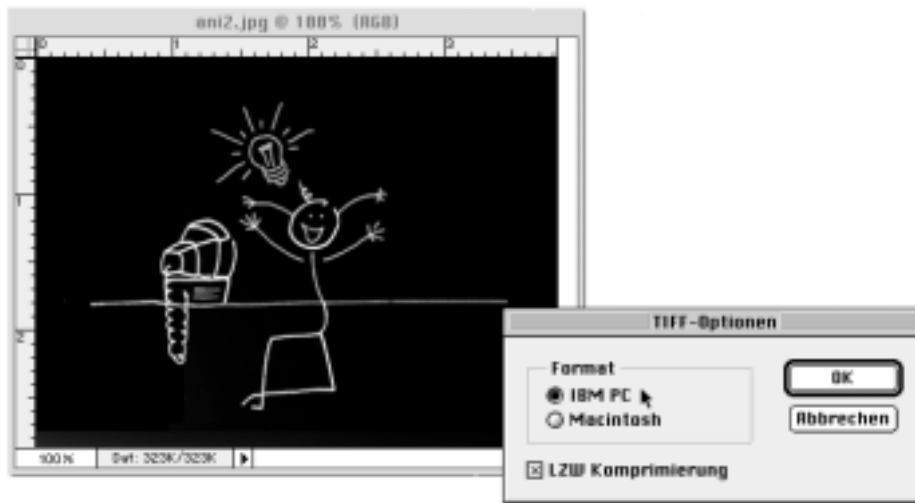 ani2.jpg @ 100% (RGB)
0 1 2 3
0
1
2
100% Dat: 323K/323K
TIFF-Optionen
Format
IBM PC
Macintosh
OK
Abbrechen
LZW Komprimierung